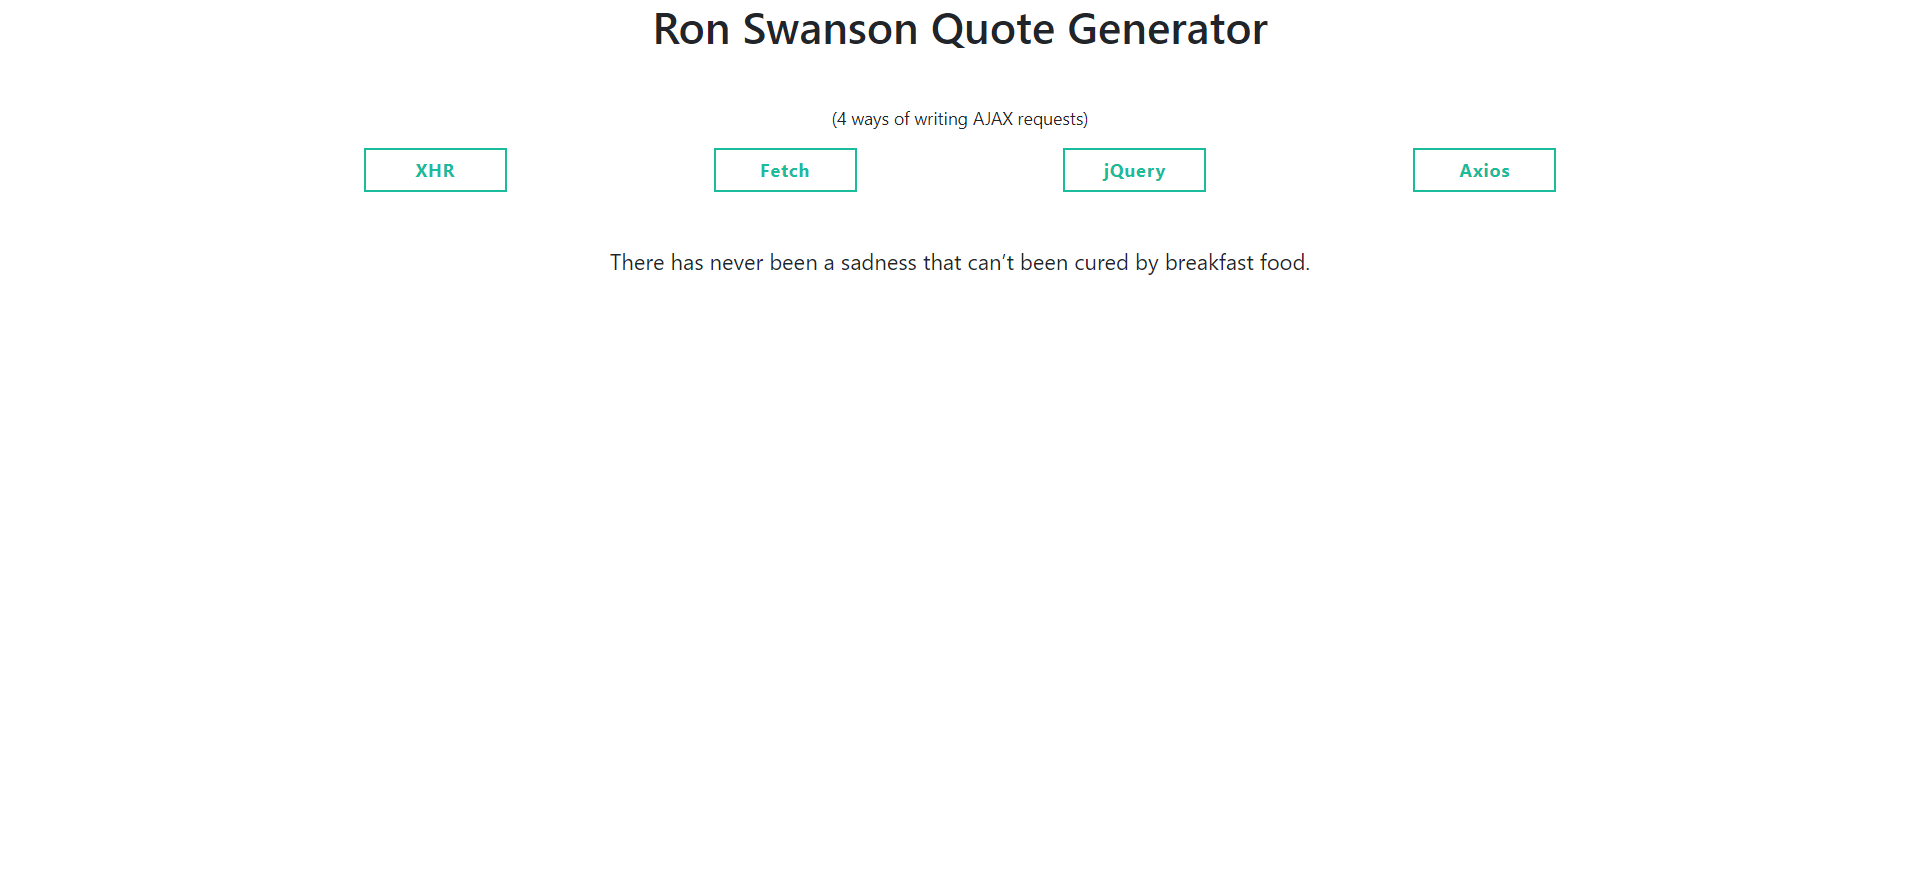 Ron Swanson Quote Generator
(4 ways of writing AJAX requests)
XHR Fetch jQuery Axios
There has never been a sadness that can’t been cured by breakfast food.